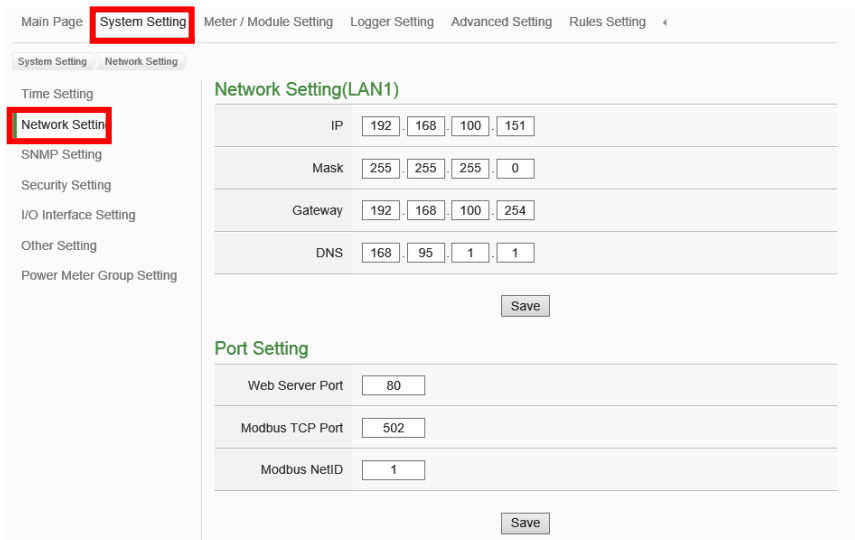 Main Page System Setting Meter / Module Setting Logger Setting Advanced Setting Rules Setting
System Setting Network Setting
Time Setting
Network Setting
SNMP Setting
Security Setting
I/O Interface Setting
Other Setting
Power Meter Group Setting
Network Setting(LAN1)
IP 192 . 168 . 100 . 151
Mask 255 . 255 . 255 . 0
Gateway 192 . 168 . 100 . 254
DNS 168 . 95 . 1 . 1
Save
Port Setting
Web Server Port 80
Modbus TCP Port 502
Modbus NetID 1
Save